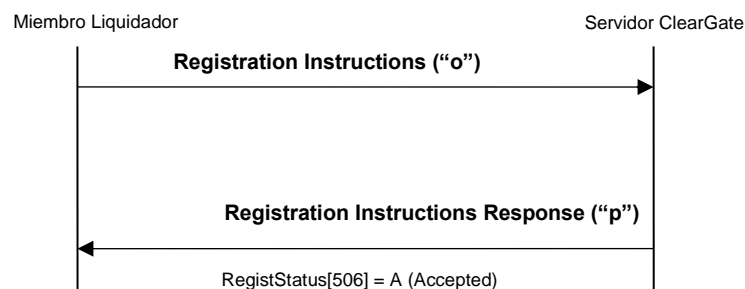 Miembro Liquidador
Servidor ClearGate
Registration Instructions (“o”)
Registration Instructions Response (“p”)
RegistStatus[506] = A (Accepted)